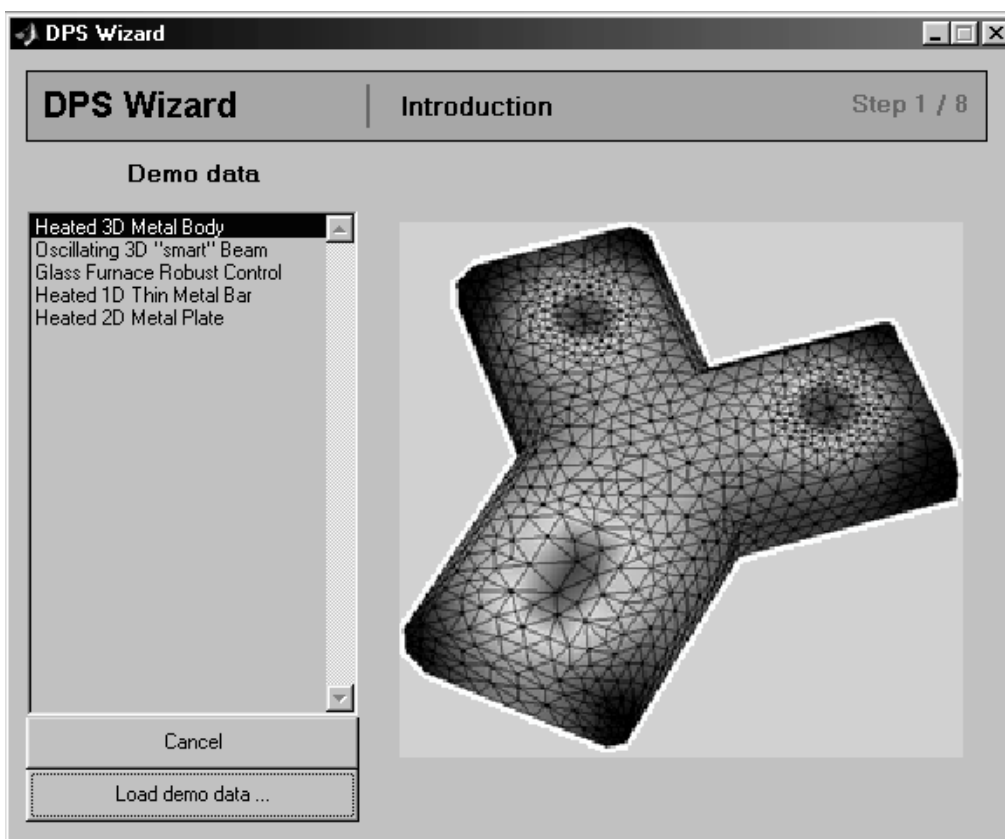 DPS Wizard
DPS Wizard
Introduction
Step 1 / 8
Demo data
Heated 3D Metal Body
Oscillating 3D "smart" Beam
Glass Furnace Robust Control
Heated 1D Thin Metal Bar
Heated 2D Metal Plate
Cancel
Load demo data ...